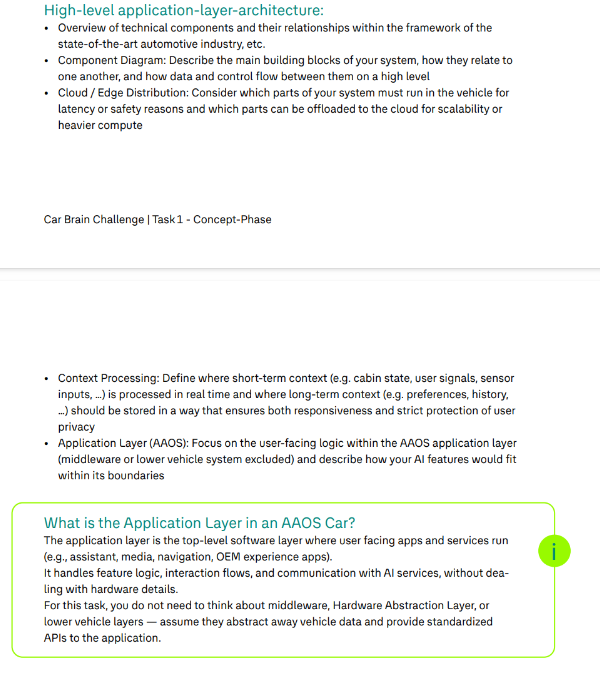 High-level application-layer-architecture:
• Overview of technical components and their relationships within the framework of the
state-of-the-art automotive industry, etc.
• Component Diagram: Describe the main building blocks of your system, how they relate to
one another, and how data and control flow between them on a high level
• Cloud / Edge Distribution: Consider which parts of your system must run in the vehicle for
latency or safety reasons and which parts can be offloaded to the cloud for scalability or
heavier compute
Car Brain Challenge | Task 1 - Concept-Phase
• Context Processing: Define where short-term context (e.g. cabin state, user signals, sensor
inputs, ...) is processed in real time and where long-term context (e.g. preferences, history,
...) should be stored in a way that ensures both responsiveness and strict protection of user
privacy
• Application Layer (AAOS): Focus on the user-facing logic within the AAOS application layer
(middleware or lower vehicle system excluded) and describe how your AI features would fit
within its boundaries
What is the Application Layer in an AAOS Car?
The application layer is the top-level software layer where user facing apps and services run
(e.g., assistant, media, navigation, OEM experience apps).
i
It handles feature logic, interaction flows, and communication with AI services, without dea-
ling with hardware details.
For this task, you do not need to think about middleware, Hardware Abstraction Layer, or
lower vehicle layers — assume they abstract away vehicle data and provide standardized
APIs to the application.